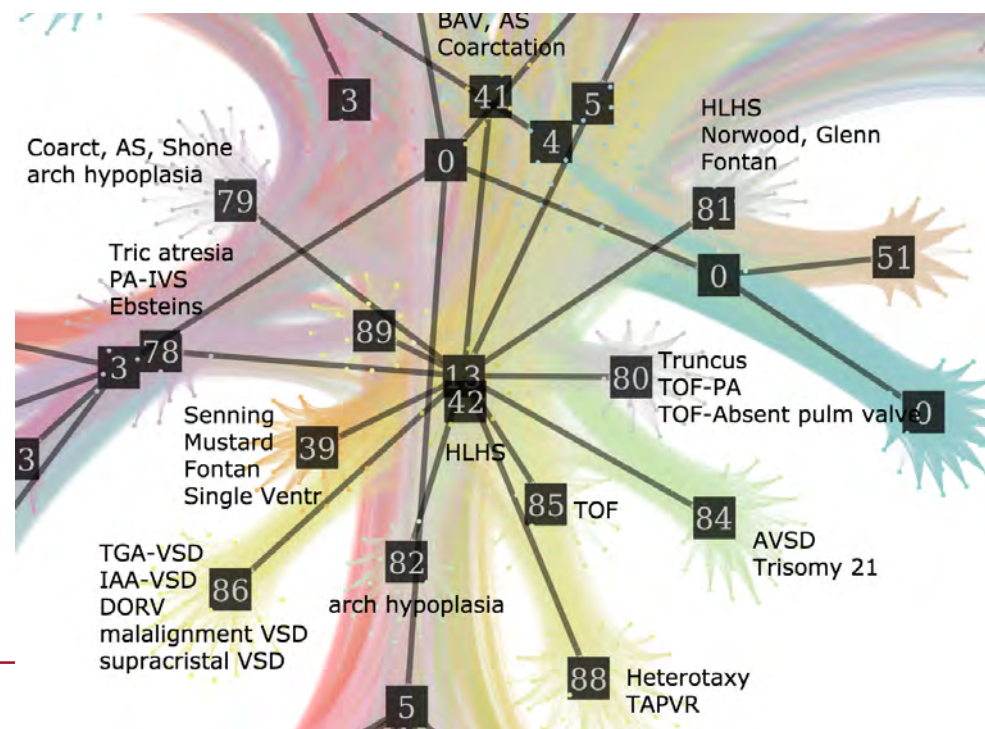 BAV, AS
Coarctation
3
41
5
4
0
HLHS
Norwood, Glenn
Fontan
Coarct, AS, Shone
arch hypoplasia
79
81
51
0
Tric atresia
PA-IVS
Ebsteins
89
78
3
13
42
HLHS
80
Truncus
TOF-PA
TOF-Absent pulm valve
0
Senning
Mustard
Fontan
Single Ventr
39
3
85
TOF
84
AVSD
Trisomy 21
TGA-VSD
IAA-VSD
DORV
malalignment VSD
supracristal VSD
86
82
arch hypoplasia
88
Heterotaxy
TAPVR
5